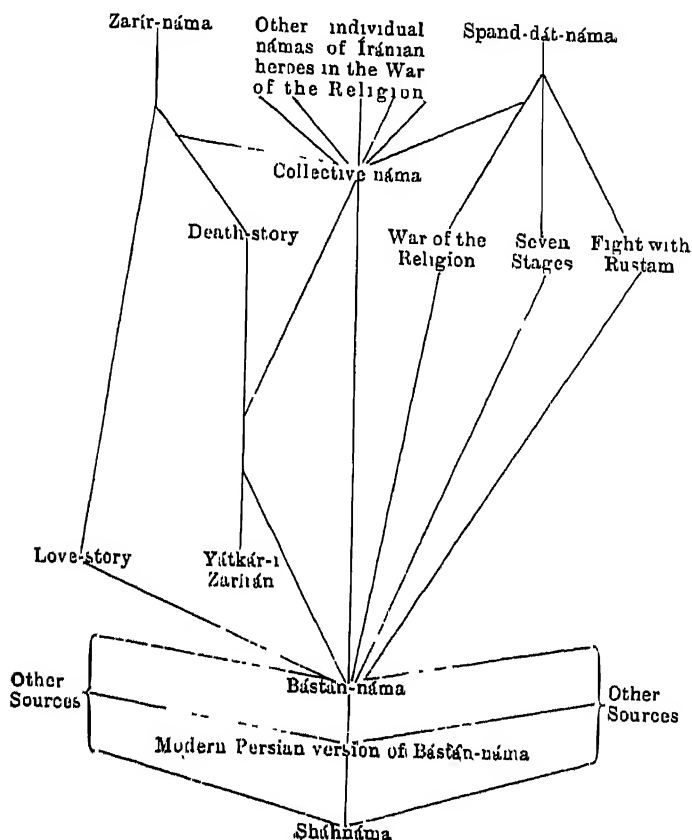 Zarír-náma
Other individual
námas of Íránian
heroes in the War
of the Religion
Spand-dát-náma
Collective náma
Death-story
War of the
Religion
Seven
Stages
Fight with
Rustam
Love-story
Yátkár-i
Zarírán
Other
Sources
Bástán-náma
Other
Sources
Modern Persian version of Bástán-náma
Sháhnáma